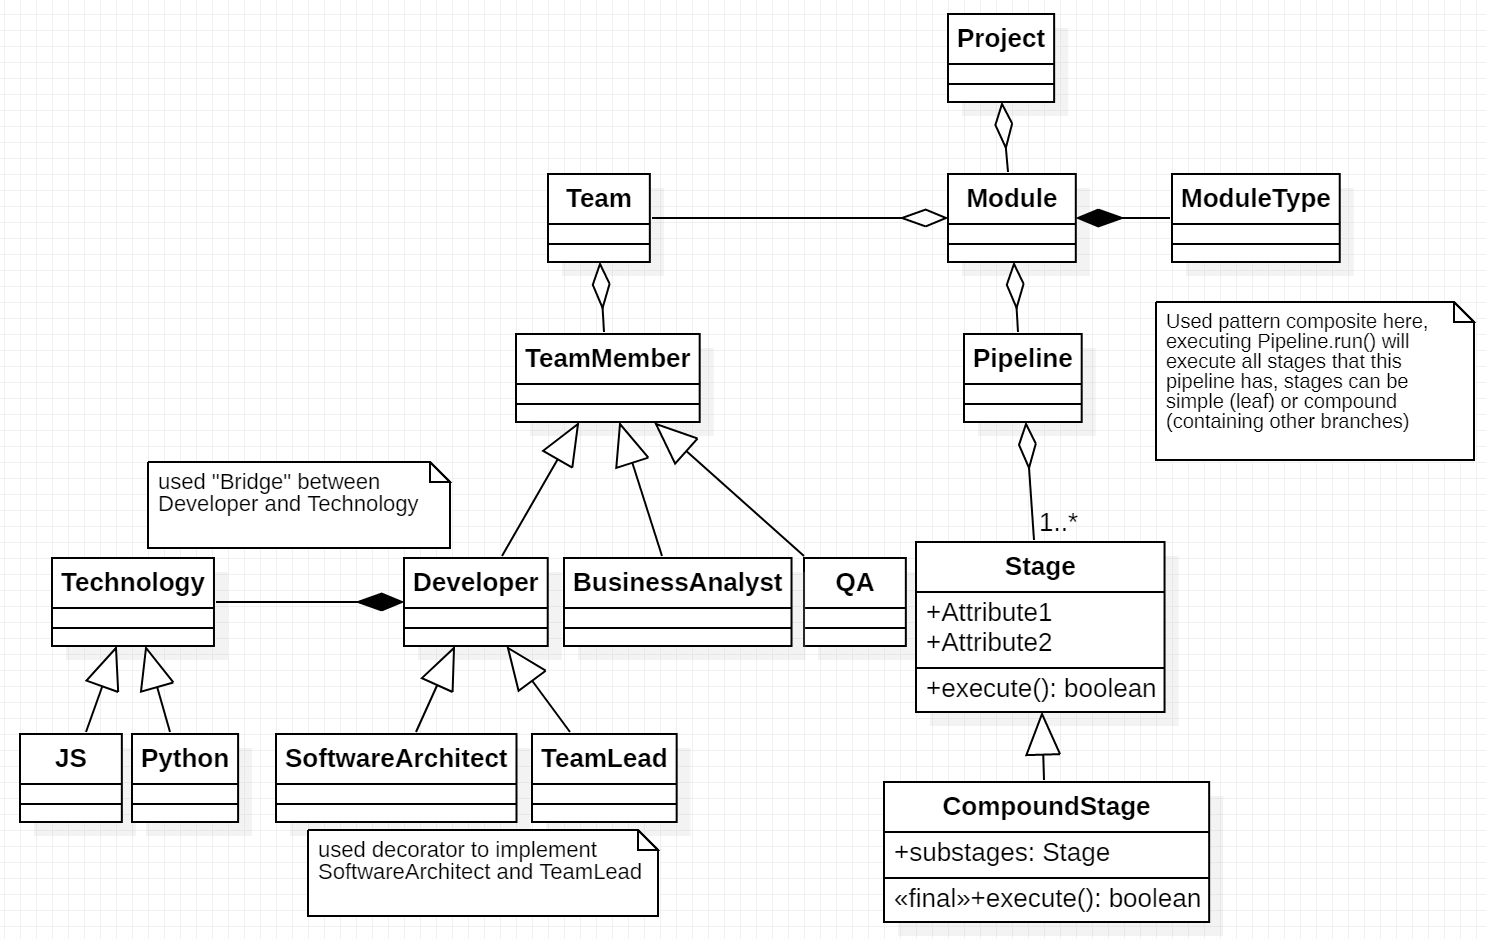 Project
Team
Module
ModuleType
TeamMember
Pipeline
Used pattern composite here,
executing Pipeline.run() will
execute all stages that this
pipeline has, stages can be
simple (leaf) or compound
(containing other branches)
used "Bridge" between
Developer and Technology
1..*
Technology
Developer
BusinessAnalyst
QA
Stage
+Attribute1
+Attribute2
+execute(): boolean
JS
Python
SoftwareArchitect
TeamLead
used decorator to implement
SoftwareArchitect and TeamLead
CompoundStage
+substages: Stage
«final»+execute(): boolean